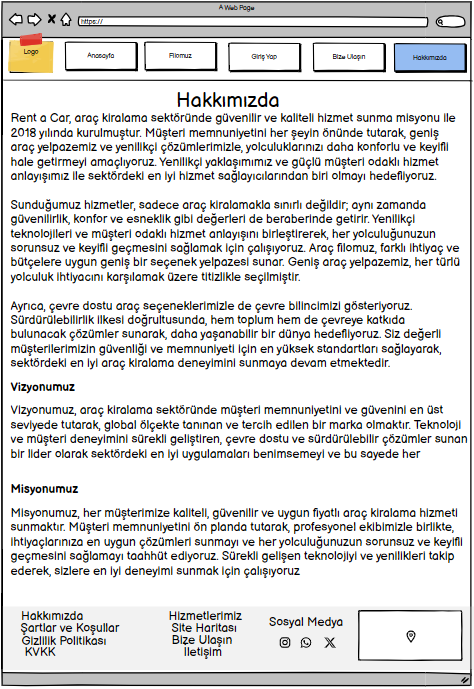 A Web Page
https://
Logo
Anasayfa
Filomuz
Giriş Yap
Bize Ulaşın
Hakkımızda
Hakkımızda
Rent a Car, araç kiralama sektöründe güvenilir ve kaliteli hizmet sunma misyonu ile
2018 yılında kurulmuştur. Müşteri memnuniyetini her şeyin önünde tutarak, geniş
araç yelpazemiz ve yenilikçi çözümlerimizle, yolculuklarınızı daha konforlu ve keyifli
hale getirmeyi amaçlıyoruz. Yenilikçi yaklaşımımız ve güçlü müşteri odaklı hizmet
anlayışımız ile sektördeki en iyi hizmet sağlayıcılarından biri olmayı hedefliyoruz.
Sunduğumuz hizmetler, sadece araç kiralamakla sınırlı değildir; aynı zamanda
güvenilirlik, konfor ve esneklik gibi değerleri de beraberinde getirir. Yenilikçi
teknolojileri ve müşteri odaklı hizmet anlayışını birleştirerek, her yolculuğunuzun
sorunsuz ve keyifli geçmesini sağlamak için çalışıyoruz. Araç filomuz, farklı ihtiyaç ve
bütçelere uygun geniş bir seçenek yelpazesi sunar. Geniş araç yelpazemiz, her türlü
yolculuk ihtiyacını karşılamak üzere titizlikle seçilmiştir.
Ayrıca, çevre dostu araç seçeneklerimizle de çevre bilincimizi gösteriyoruz.
Sürdürülebilirlik ilkesi doğrultusunda, hem toplum hem de çevreye katkıda
bulunacak çözümler sunarak, daha yaşanabilir bir dünya hedefliyoruz. Siz değerli
müşterilerimizin güvenliği ve memnuniyeti için en yüksek standartları sağlayarak,
sektördeki en iyi araç kiralama deneyimini sunmaya devam etmektedir.
Vizyonumuz
Vizyonumuz, araç kiralama sektöründe müşteri memnuniyetini ve güvenini en üst
seviyede tutarak, global ölçekte tanınan ve tercih edilen bir marka olmaktır. Teknoloji
ve müşteri deneyimini sürekli geliştiren, çevre dostu ve sürdürülebilir çözümler sunan
bir lider olarak sektördeki en iyi uygulamaları benimsemeyi ve bu sayede her
Misyonumuz
Misyonumuz, her müşterimize kaliteli, güvenilir ve uygun fiyatlı araç kiralama hizmeti
sunmaktır. Müşteri memnuniyetini ön planda tutarak, profesyonel ekibimizle birlikte,
ihtiyaçlarınıza en uygun çözümleri sunmayı ve her yolculuğunuzun sorunsuz ve keyifli
geçmesini sağlamayı taahhüt ediyoruz. Sürekli gelişen teknolojiyi ve yenilikleri takip
ederek, sizlere en iyi deneyimi sunmak için çalışıyoruz
Hakkımızda
Şartlar ve Koşullar
Gizlilik Politikası
KVKK
Hizmetlerimiz
Site Haritası
Bize Ulaşın
İletişim
Sosyal Medya